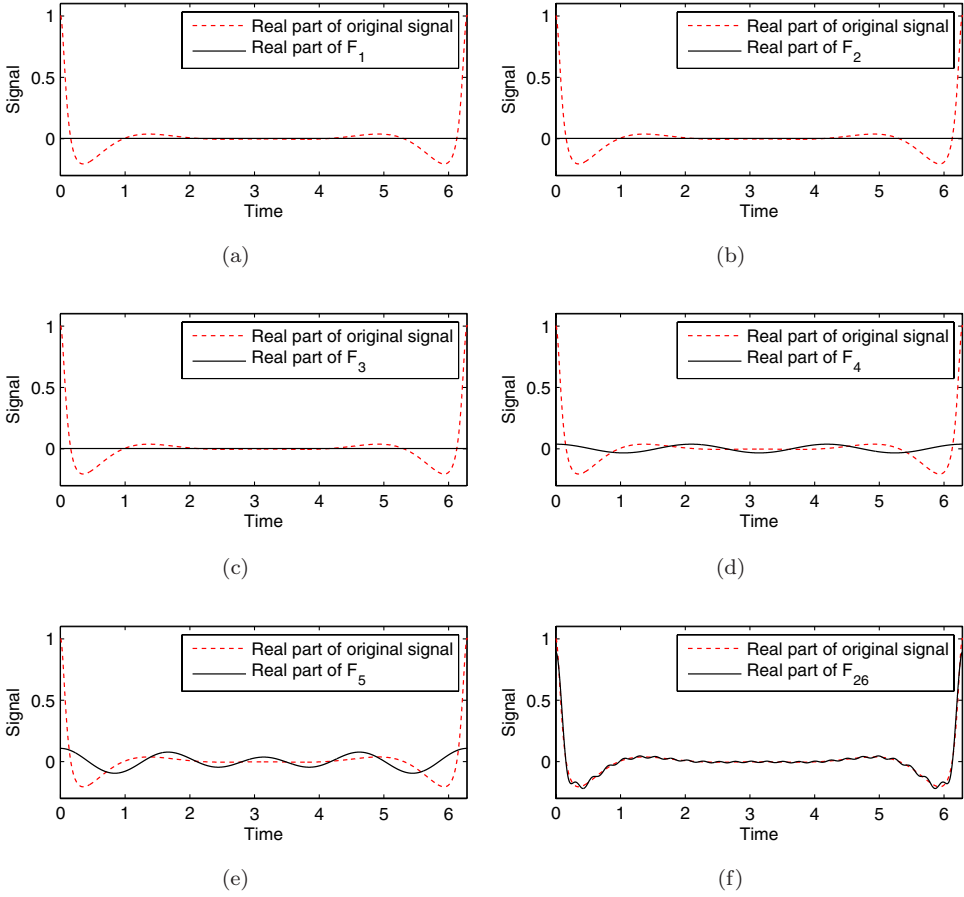 Real part of original signal
Real part of F1
Signal
1
0.5
0
0 1 2 3 4 5 6
Time
(a)
Real part of original signal
Real part of F2
Signal
1
0.5
0
0 1 2 3 4 5 6
Time
(b)
Real part of original signal
Real part of F3
Signal
1
0.5
0
0 1 2 3 4 5 6
Time
(c)
Real part of original signal
Real part of F4
Signal
1
0.5
0
0 1 2 3 4 5 6
Time
(d)
Real part of original signal
Real part of F5
Signal
1
0.5
0
0 1 2 3 4 5 6
Time
(e)
Real part of original signal
Real part of F26
Signal
1
0.5
0
0 1 2 3 4 5 6
Time
(f)